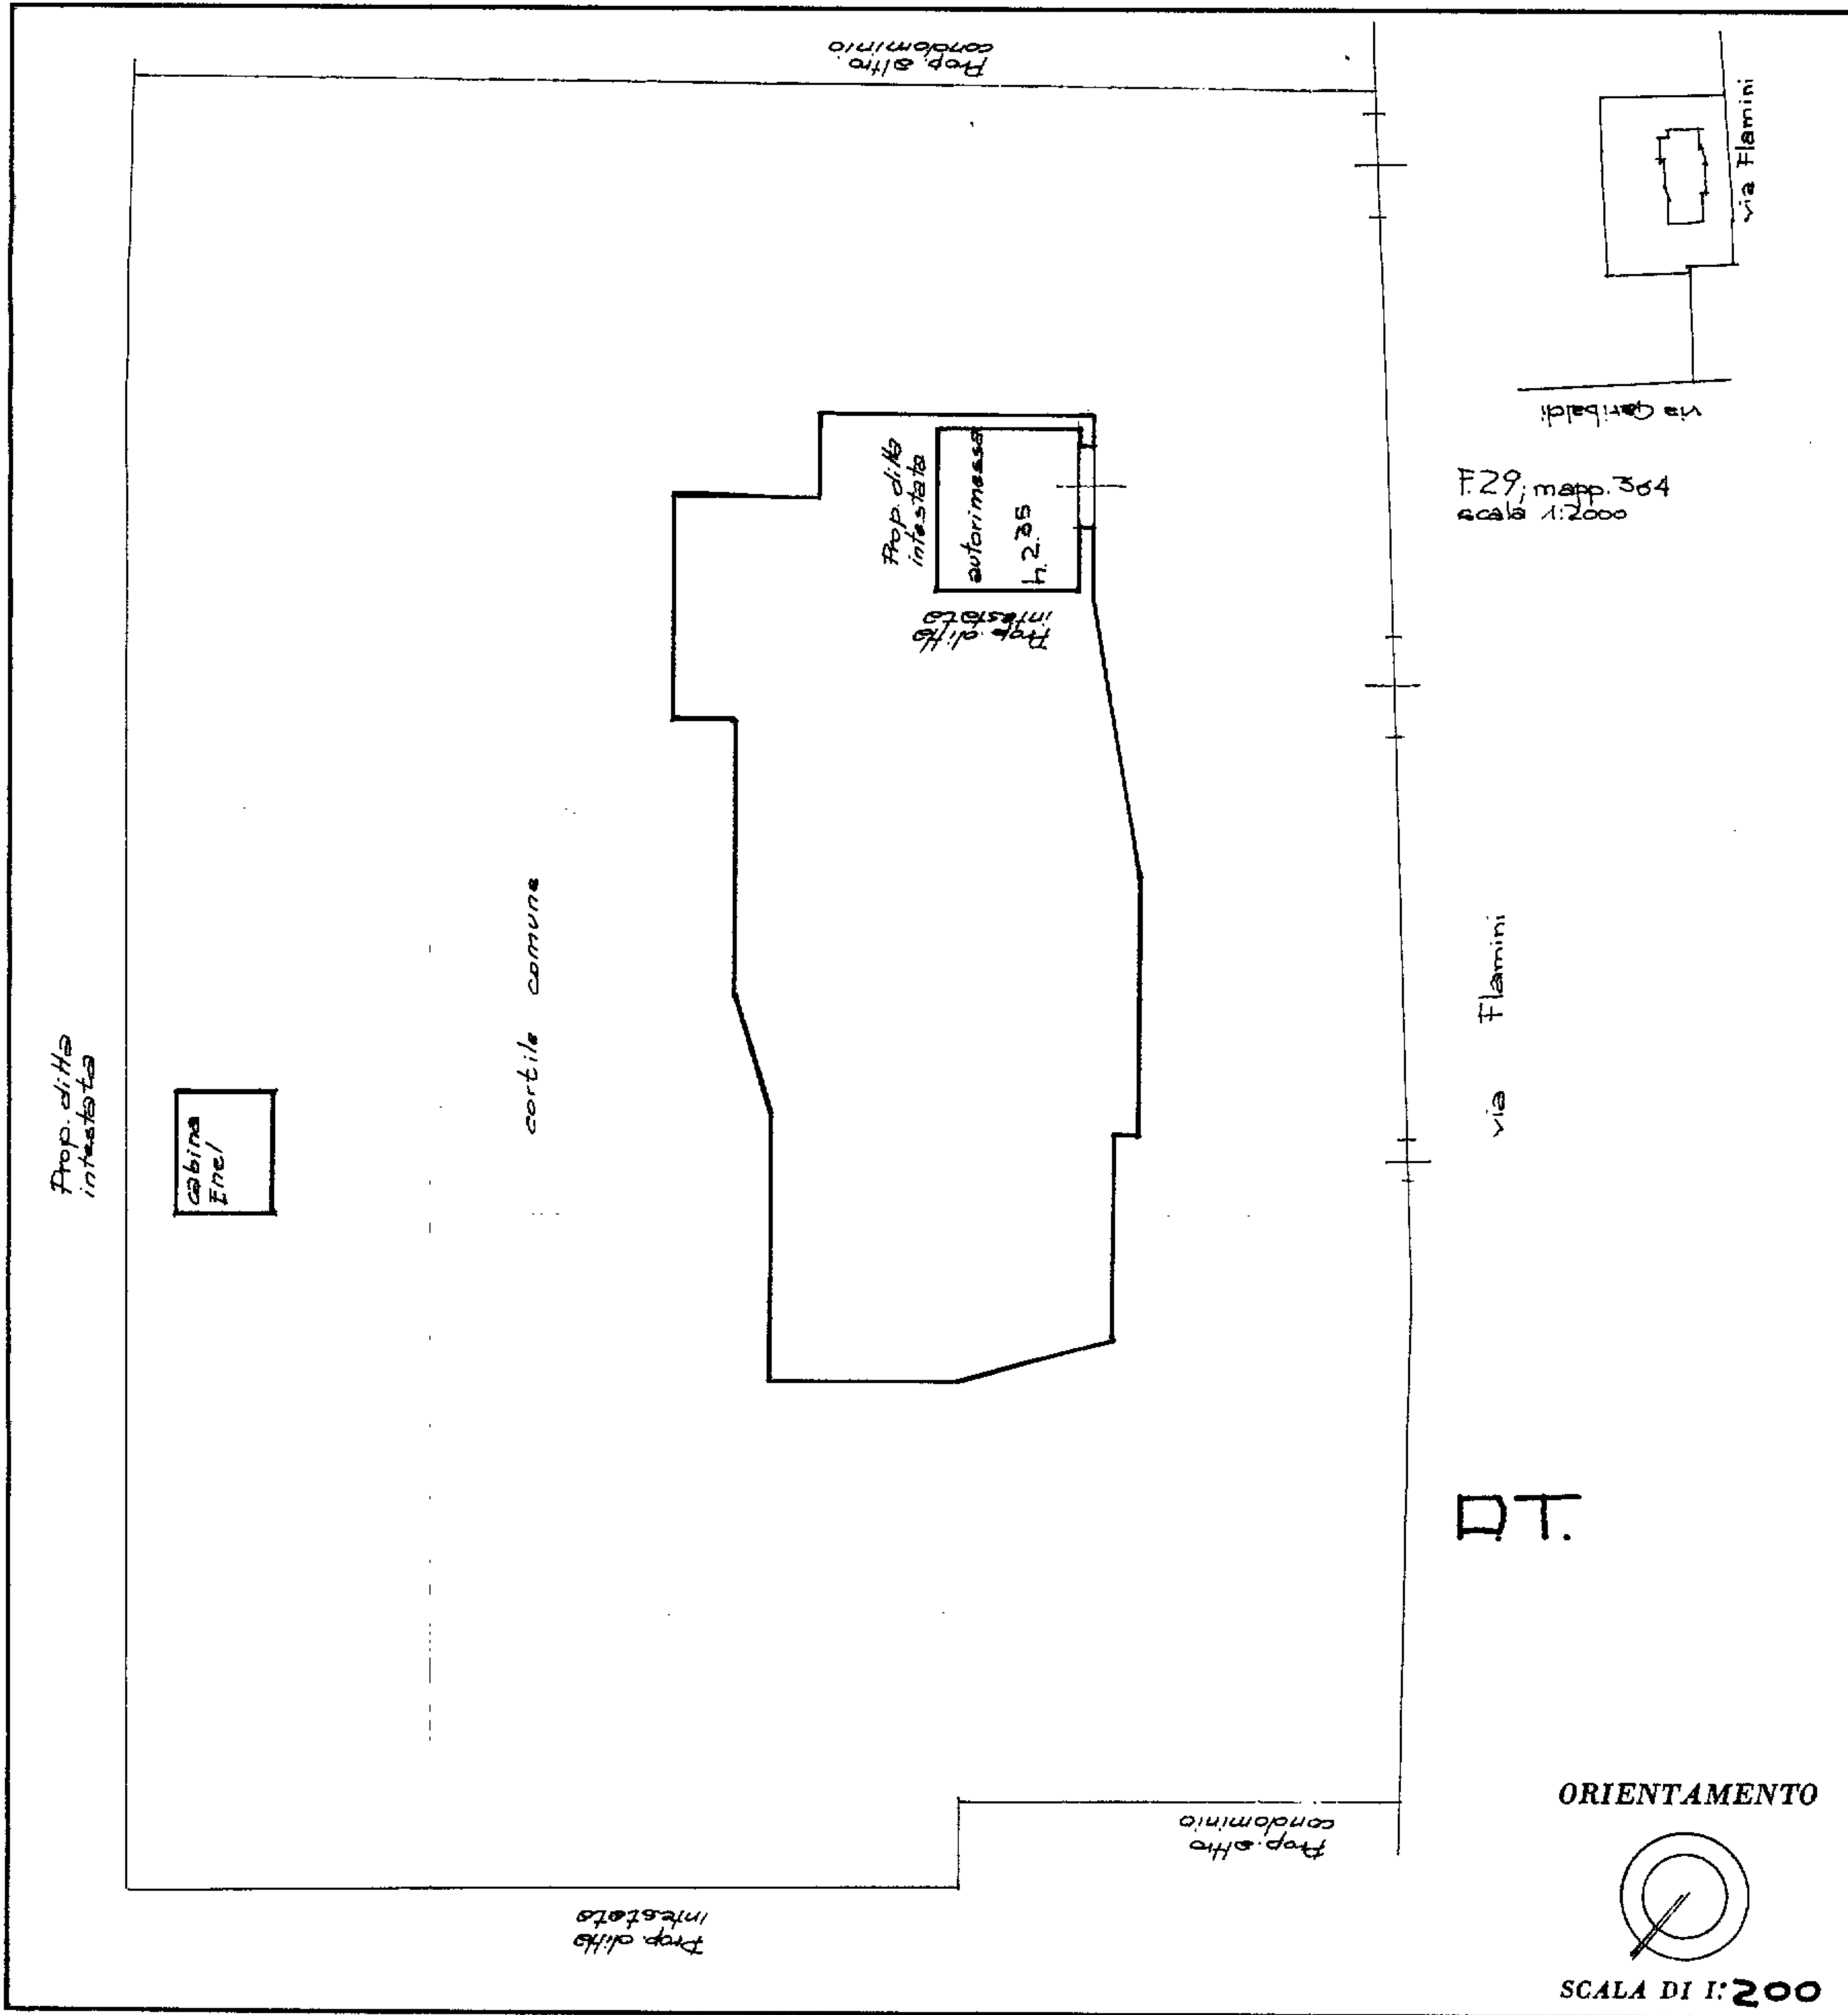 Prop. altro
condominio
via Flamini
via Garibaldi
F.29; mapp. 364
scala 1:2000
Prop. ditta
intestata
autorimessa
h. 2.35
Prop. ditta
intestata
cortile comune
Prop. ditta
intestata
cabina
Enel
via Flamini
P.T.
Prop. altro
condominio
Prop. ditta
intestata
ORIENTAMENTO
SCALA DI 1:200